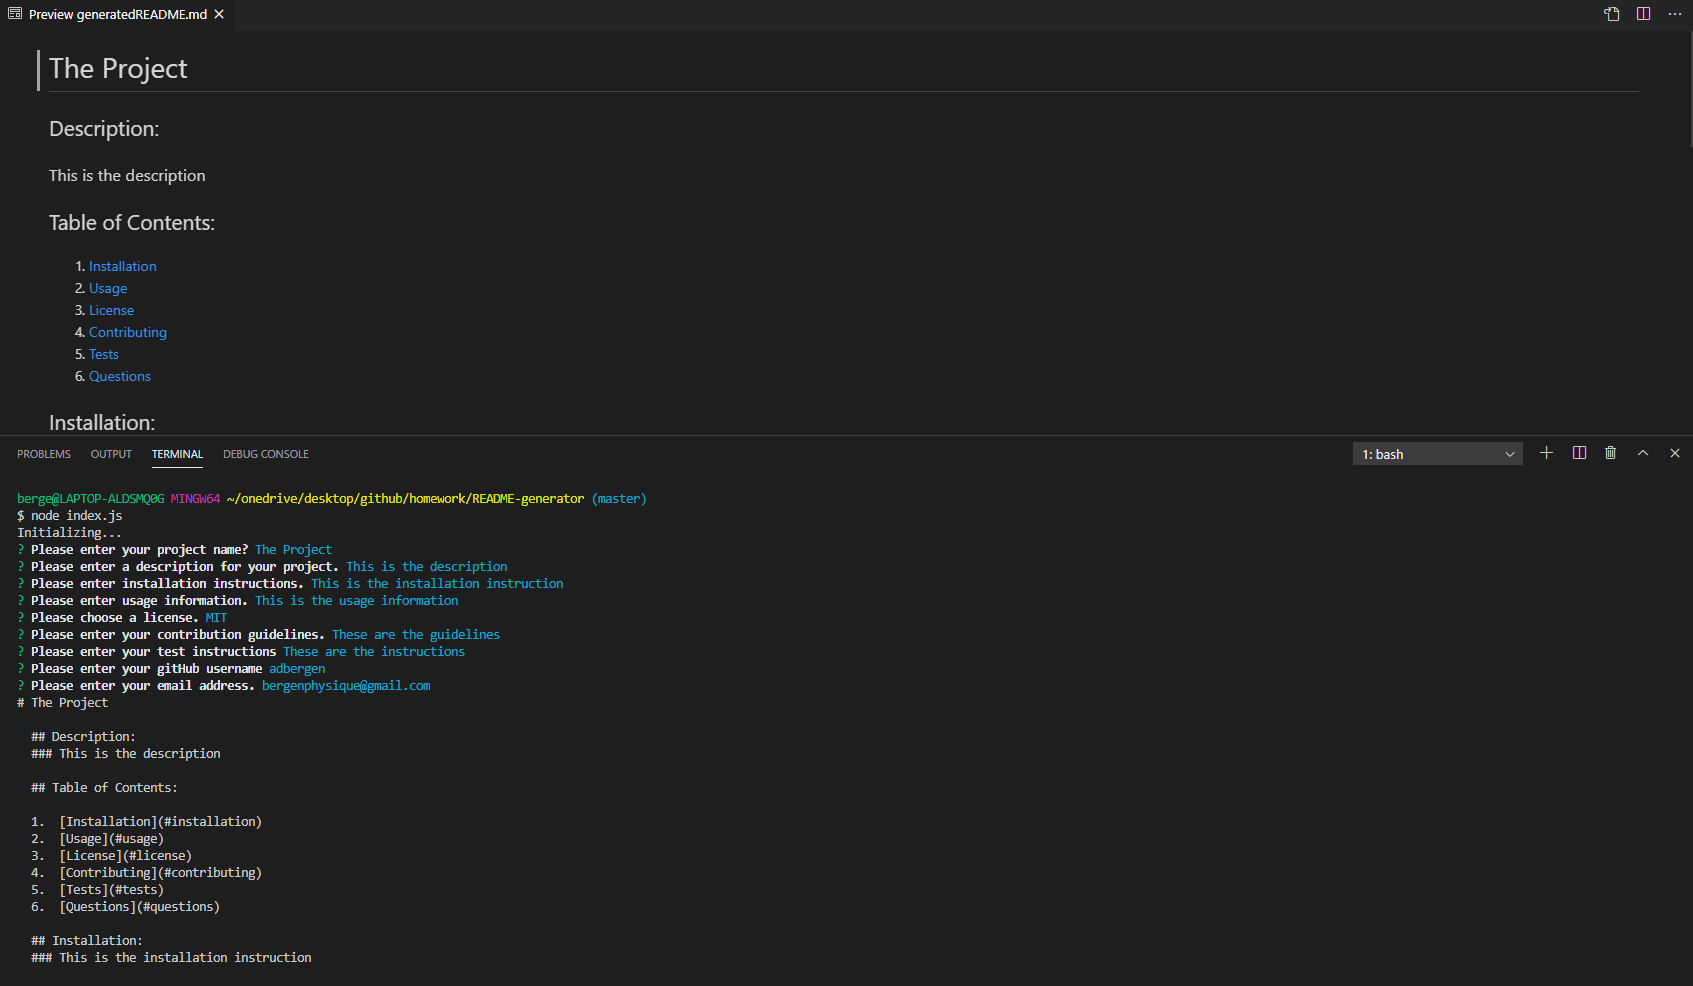 Preview generatedREADME.md
The Project
Description:
This is the description
Table of Contents:
1. Installation
2. Usage
3. License
4. Contributing
5. Tests
6. Questions
Installation:
PROBLEMS OUTPUT TERMINAL DEBUG CONSOLE 1: bash
berge@LAPTOP-ALDSMQ0G MINGW64 ~/onedrive/desktop/github/homework/README-generator (master)
$ node index.js
Initializing...
? Please enter your project name? The Project
? Please enter a description for your project. This is the description
? Please enter installation instructions. This is the installation instruction
? Please enter usage information. This is the usage information
? Please choose a license. MIT
? Please enter your contribution guidelines. These are the guidelines
? Please enter your test instructions These are the instructions
? Please enter your gitHub username adbergen
? Please enter your email address. bergenphysique@gmail.com
# The Project
## Description:
### This is the description
## Table of Contents:
1. [Installation](#installation)
2. [Usage](#usage)
3. [License](#license)
4. [Contributing](#contributing)
5. [Tests](#tests)
6. [Questions](#questions)
## Installation:
### This is the installation instruction